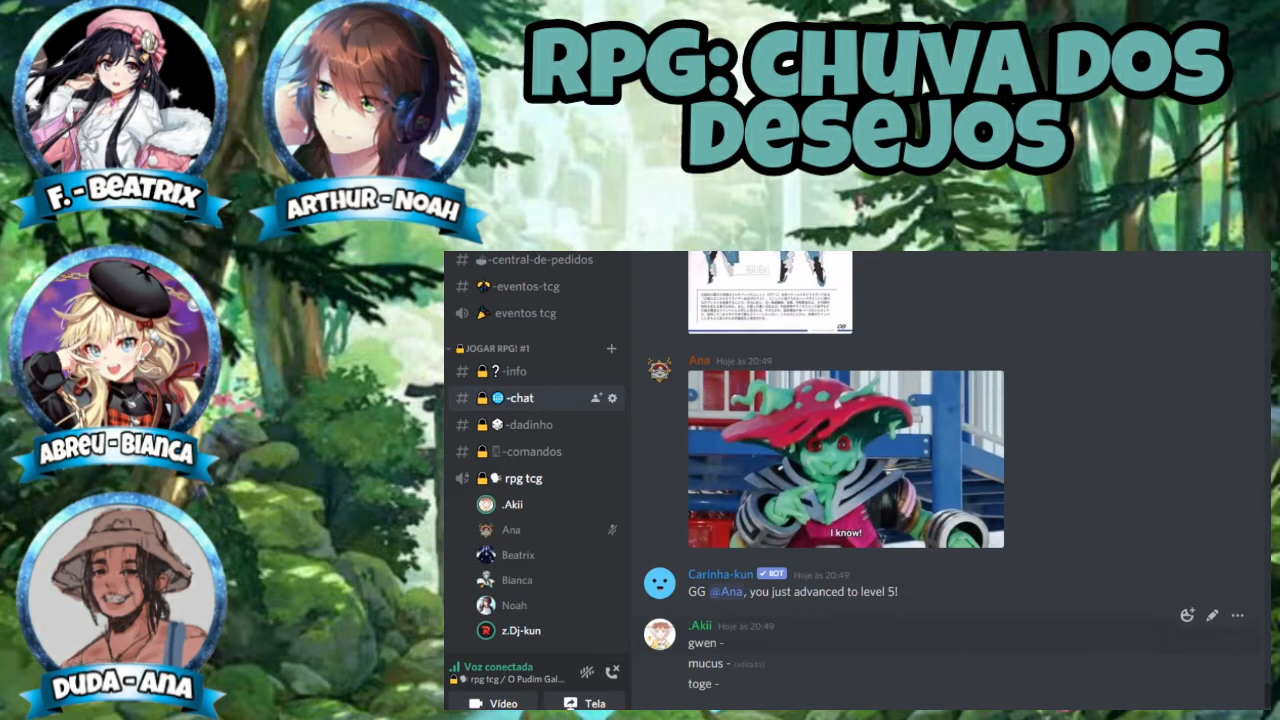 RPG: CHUVA DOS
DESEJOS
F. - BEATRIX
ARTHUR - NOAH
ABREU - BIANCA
DUDA - ANA
-central-de-pedidos
-eventos-tcg
eventos tcg
JOGAR RPG! #1
-info
-chat
-dadinho
-comandos
rpg tcg
.Akii
Ana
Beatrix
Bianca
Noah
z.Dj-kun
Voz conectada
rpg tcg / O Pudim Gal...
Vídeo
Tela
08
Ana Hoje às 20:49
I know!
Carinha-kun BOT Hoje às 20:49
GG @Ana, you just advanced to level 5!
.Akii Hoje às 20:49
gwen -
mucus - (editado)
toge -